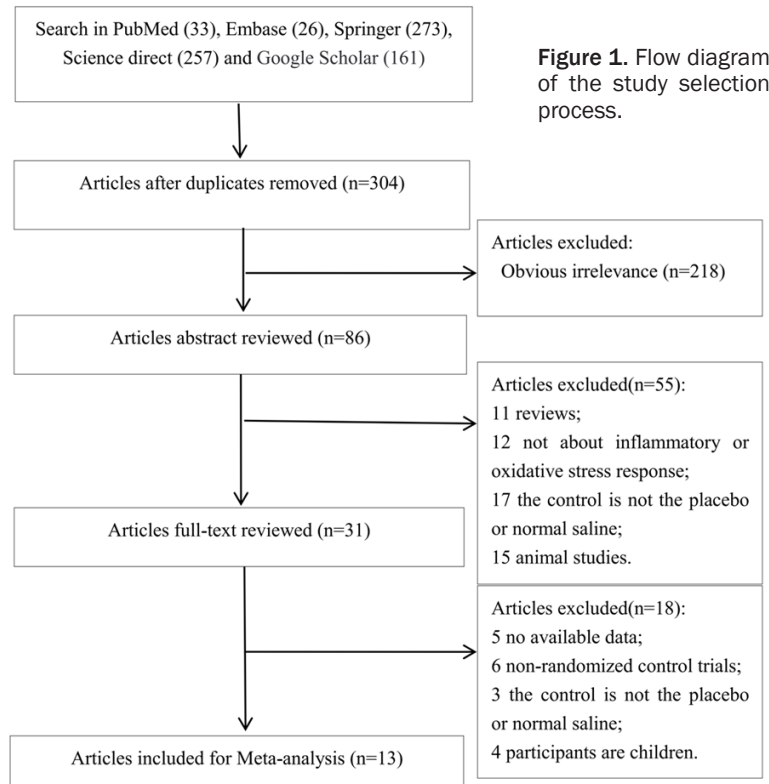 Search in PubMed (33), Embase (26), Springer (273),
Science direct (257) and Google Scholar (161)
Figure 1. Flow diagram
of the study selection
process.
Articles after duplicates removed (n=304)
Articles excluded:
Obvious irrelevance (n=218)
Articles abstract reviewed (n=86)
Articles excluded(n=55):
11 reviews;
12 not about inflammatory or
oxidative stress response;
17 the control is not the placebo
or normal saline;
15 animal studies.
Articles full-text reviewed (n=31)
Articles excluded(n=18):
5 no available data;
6 non-randomized control trials;
3 the control is not the placebo
or normal saline;
4 participants are children.
Articles included for Meta-analysis (n=13)